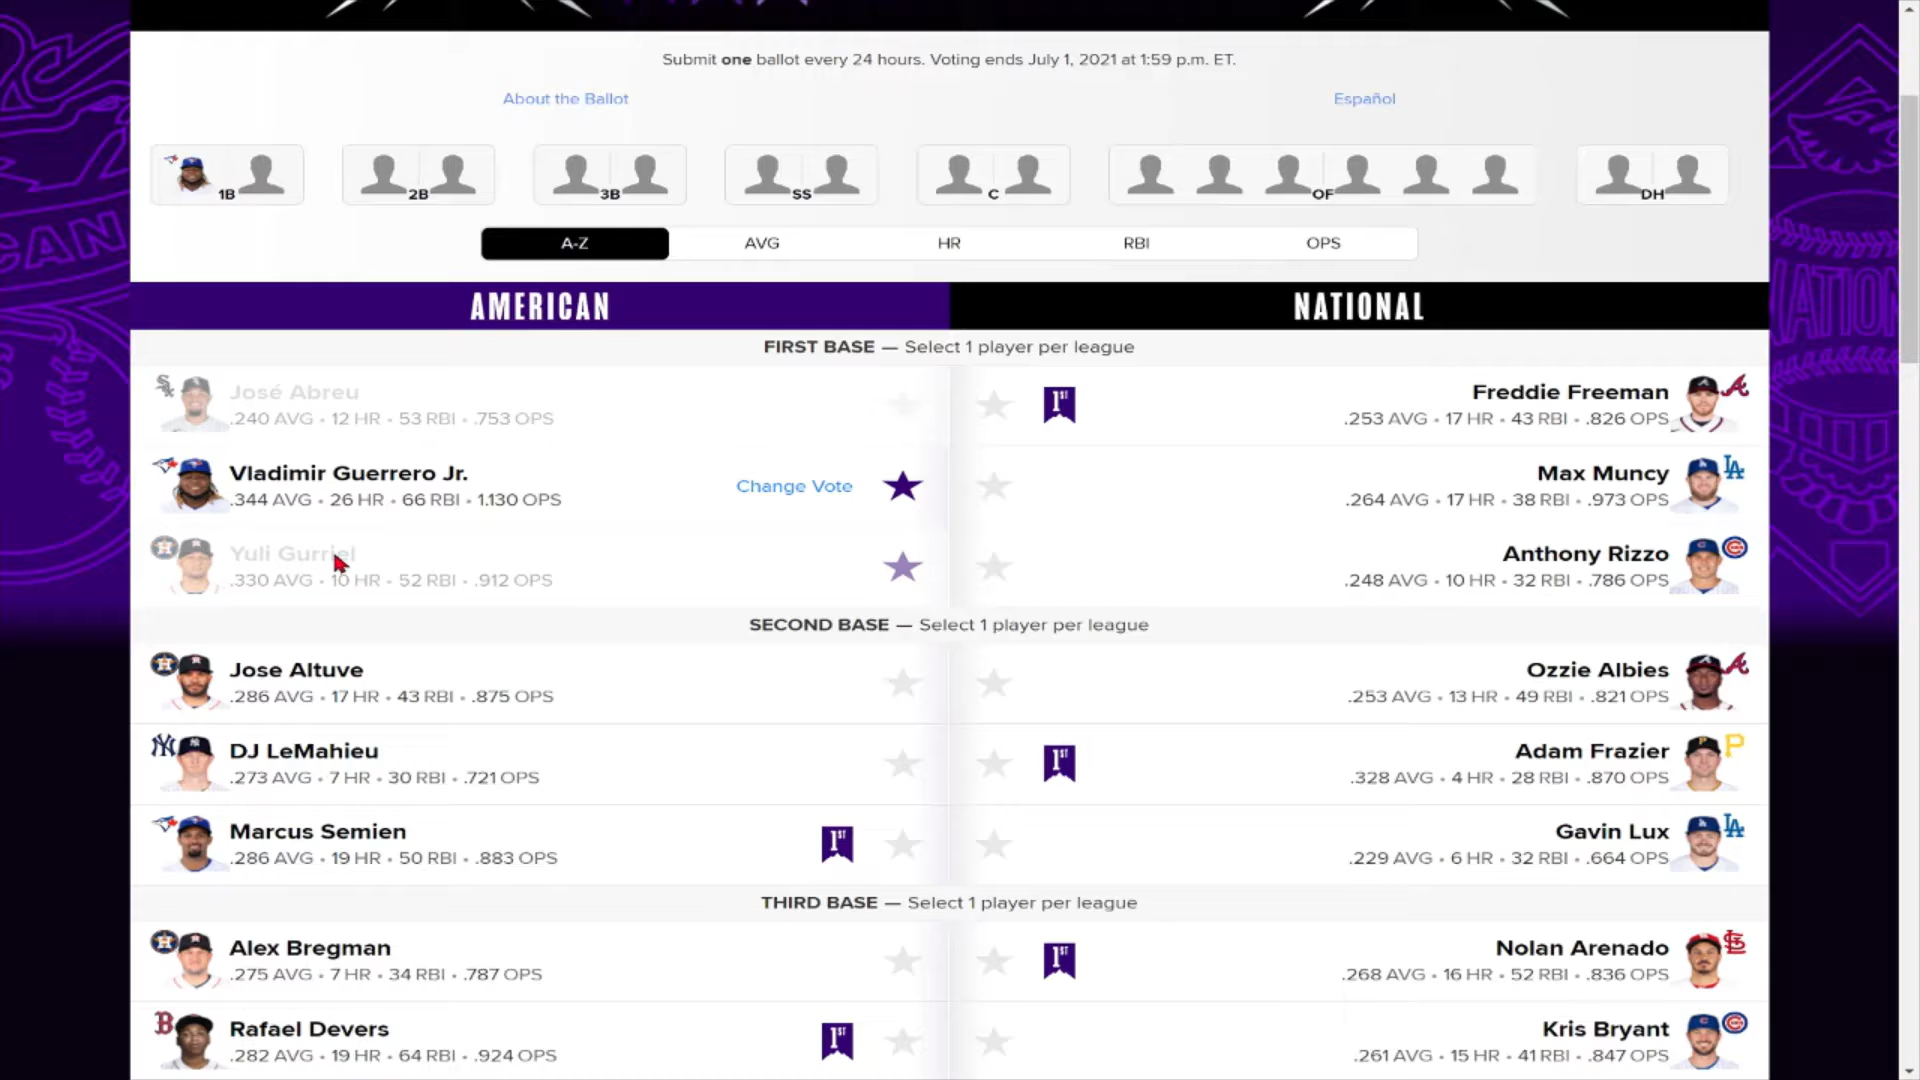 Submit one ballot every 24 hours. Voting ends July 1, 2021 at 1:59 p.m. ET.
About the Ballot
Español
1B
2B
3B
SS
C
OF
DH
A-Z
AVG
HR
RBI
OPS
AMERICAN
NATIONAL
FIRST BASE — Select 1 player per league
José Abreu
.240 AVG • 12 HR • 53 RBI • .753 OPS
1ST
Freddie Freeman
.253 AVG • 17 HR • 43 RBI • .826 OPS
Vladimir Guerrero Jr.
.344 AVG • 26 HR • 66 RBI • 1.130 OPS
Change Vote
Max Muncy
.264 AVG • 17 HR • 38 RBI • .973 OPS
Yuli Gurriel
.330 AVG • 10 HR • 52 RBI • .912 OPS
Anthony Rizzo
.248 AVG • 10 HR • 32 RBI • .786 OPS
SECOND BASE — Select 1 player per league
Jose Altuve
.286 AVG • 17 HR • 43 RBI • .875 OPS
Ozzie Albies
.253 AVG • 13 HR • 49 RBI • .821 OPS
DJ LeMahieu
.273 AVG • 7 HR • 30 RBI • .721 OPS
1ST
Adam Frazier
.328 AVG • 4 HR • 28 RBI • .870 OPS
Marcus Semien
.286 AVG • 19 HR • 50 RBI • .883 OPS
1ST
Gavin Lux
.229 AVG • 6 HR • 32 RBI • .664 OPS
THIRD BASE — Select 1 player per league
Alex Bregman
.275 AVG • 7 HR • 34 RBI • .787 OPS
1ST
Nolan Arenado
.268 AVG • 16 HR • 52 RBI • .836 OPS
Rafael Devers
.282 AVG • 19 HR • 64 RBI • .924 OPS
1ST
Kris Bryant
.261 AVG • 15 HR • 41 RBI • .847 OPS